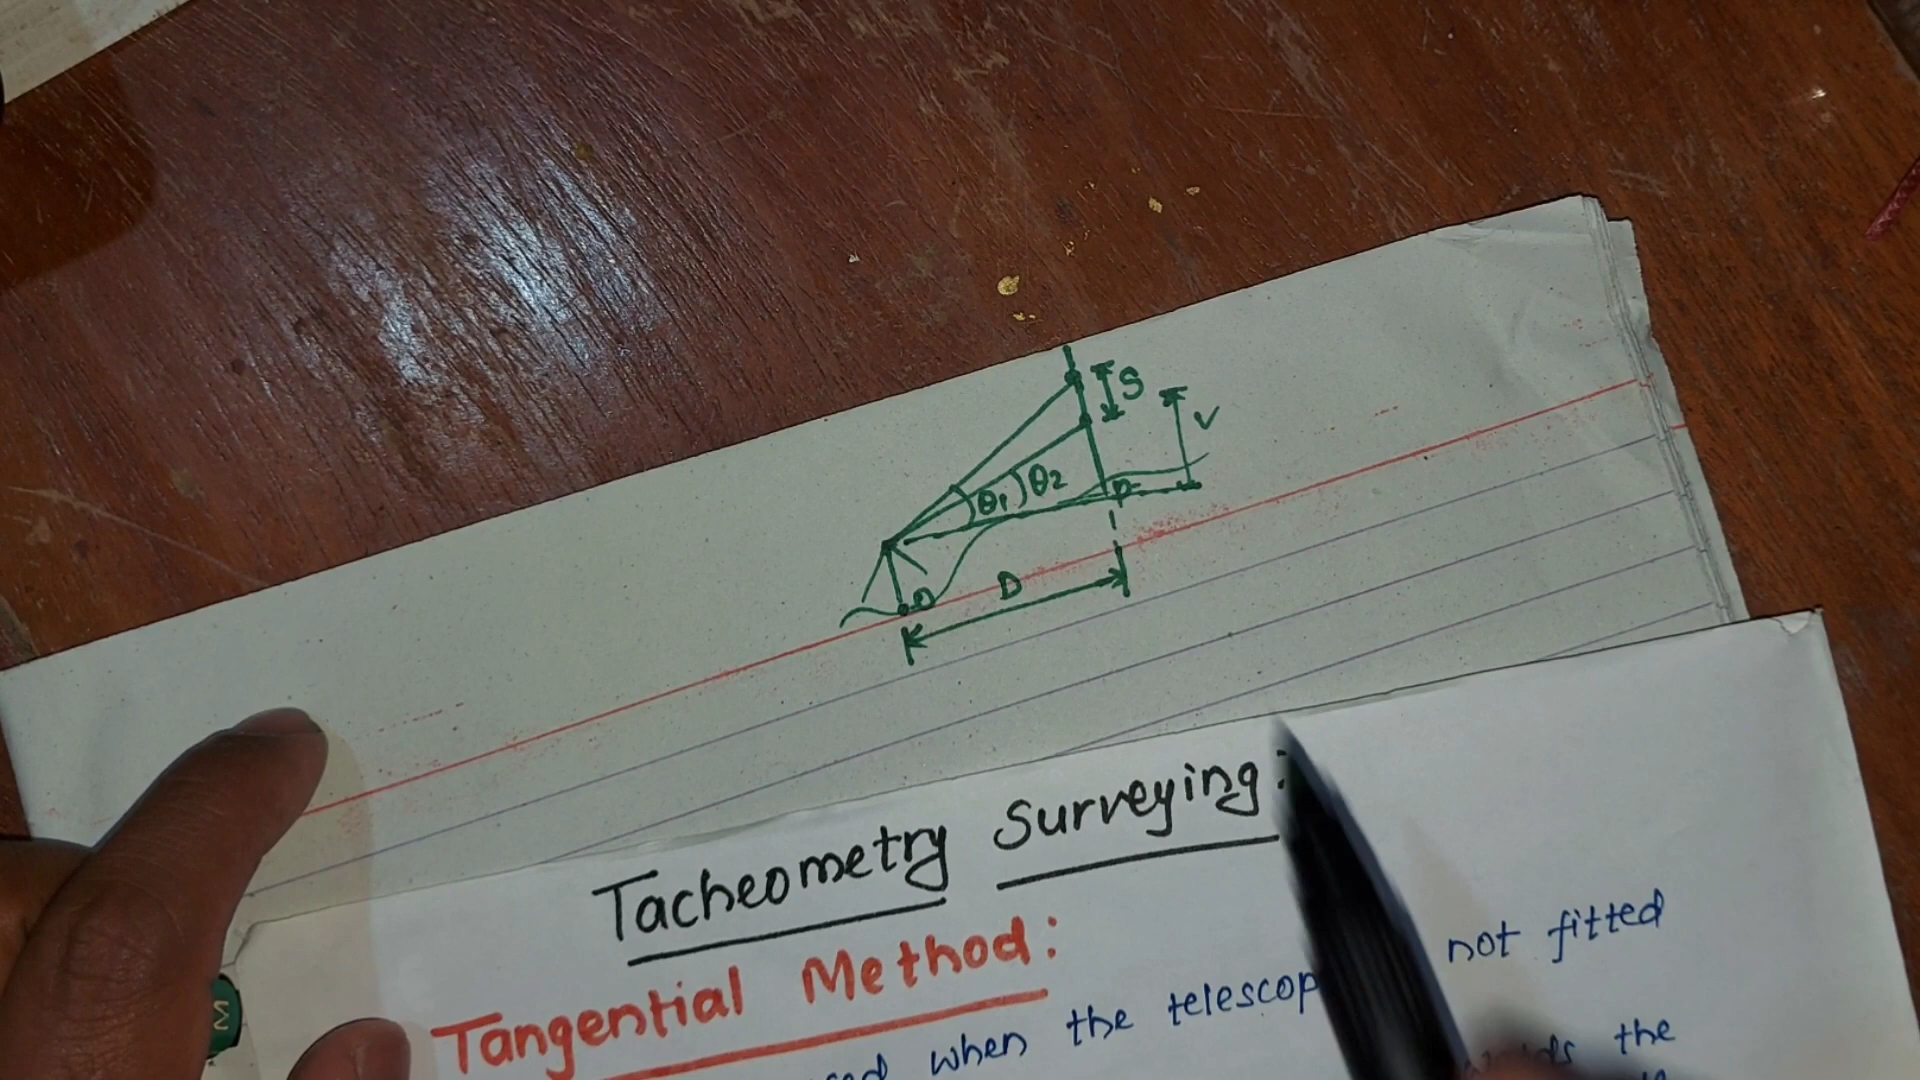 S
V
θ1 θ2
P
D
O
Tacheometry Surveying:
Tangential Method:
not fitted
when the telescop
the